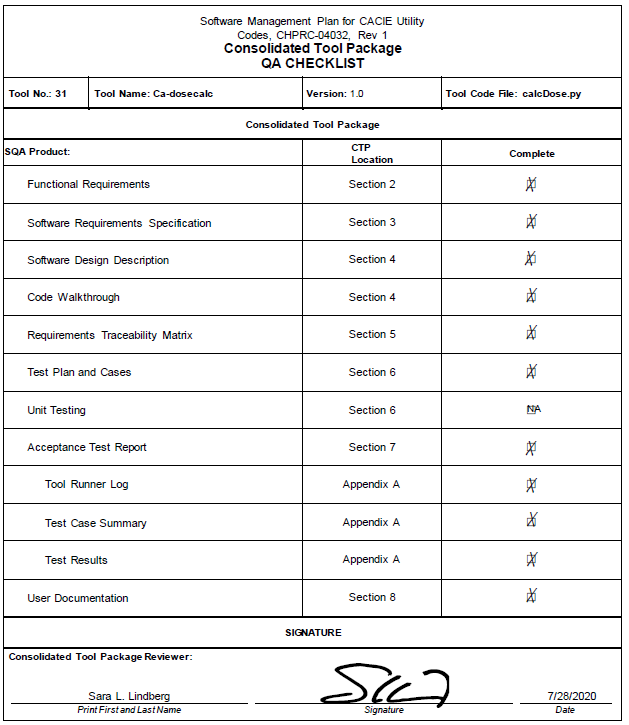 Software Management Plan for CACIE Utility
Codes, CHPRC-04032, Rev 1
Consolidated Tool Package
QA CHECKLIST
Tool No.: 31 Tool Name: Ca-dosecalc Version: 1.0 Tool Code File: calcDose.py
Consolidated Tool Package
SQA Product: CTP Location Complete
Functional Requirements Section 2 X
Software Requirements Specification Section 3 X
Software Design Description Section 4 X
Code Walkthrough Section 4 X
Requirements Traceability Matrix Section 5 X
Test Plan and Cases Section 6 X
Unit Testing Section 6 NA
Acceptance Test Report Section 7 X
Tool Runner Log Appendix A X
Test Case Summary Appendix A X
Test Results Appendix A X
User Documentation Section 8 X
SIGNATURE
Consolidated Tool Package Reviewer:
Sara L. Lindberg 7/28/2020
Print First and Last Name Signature Date